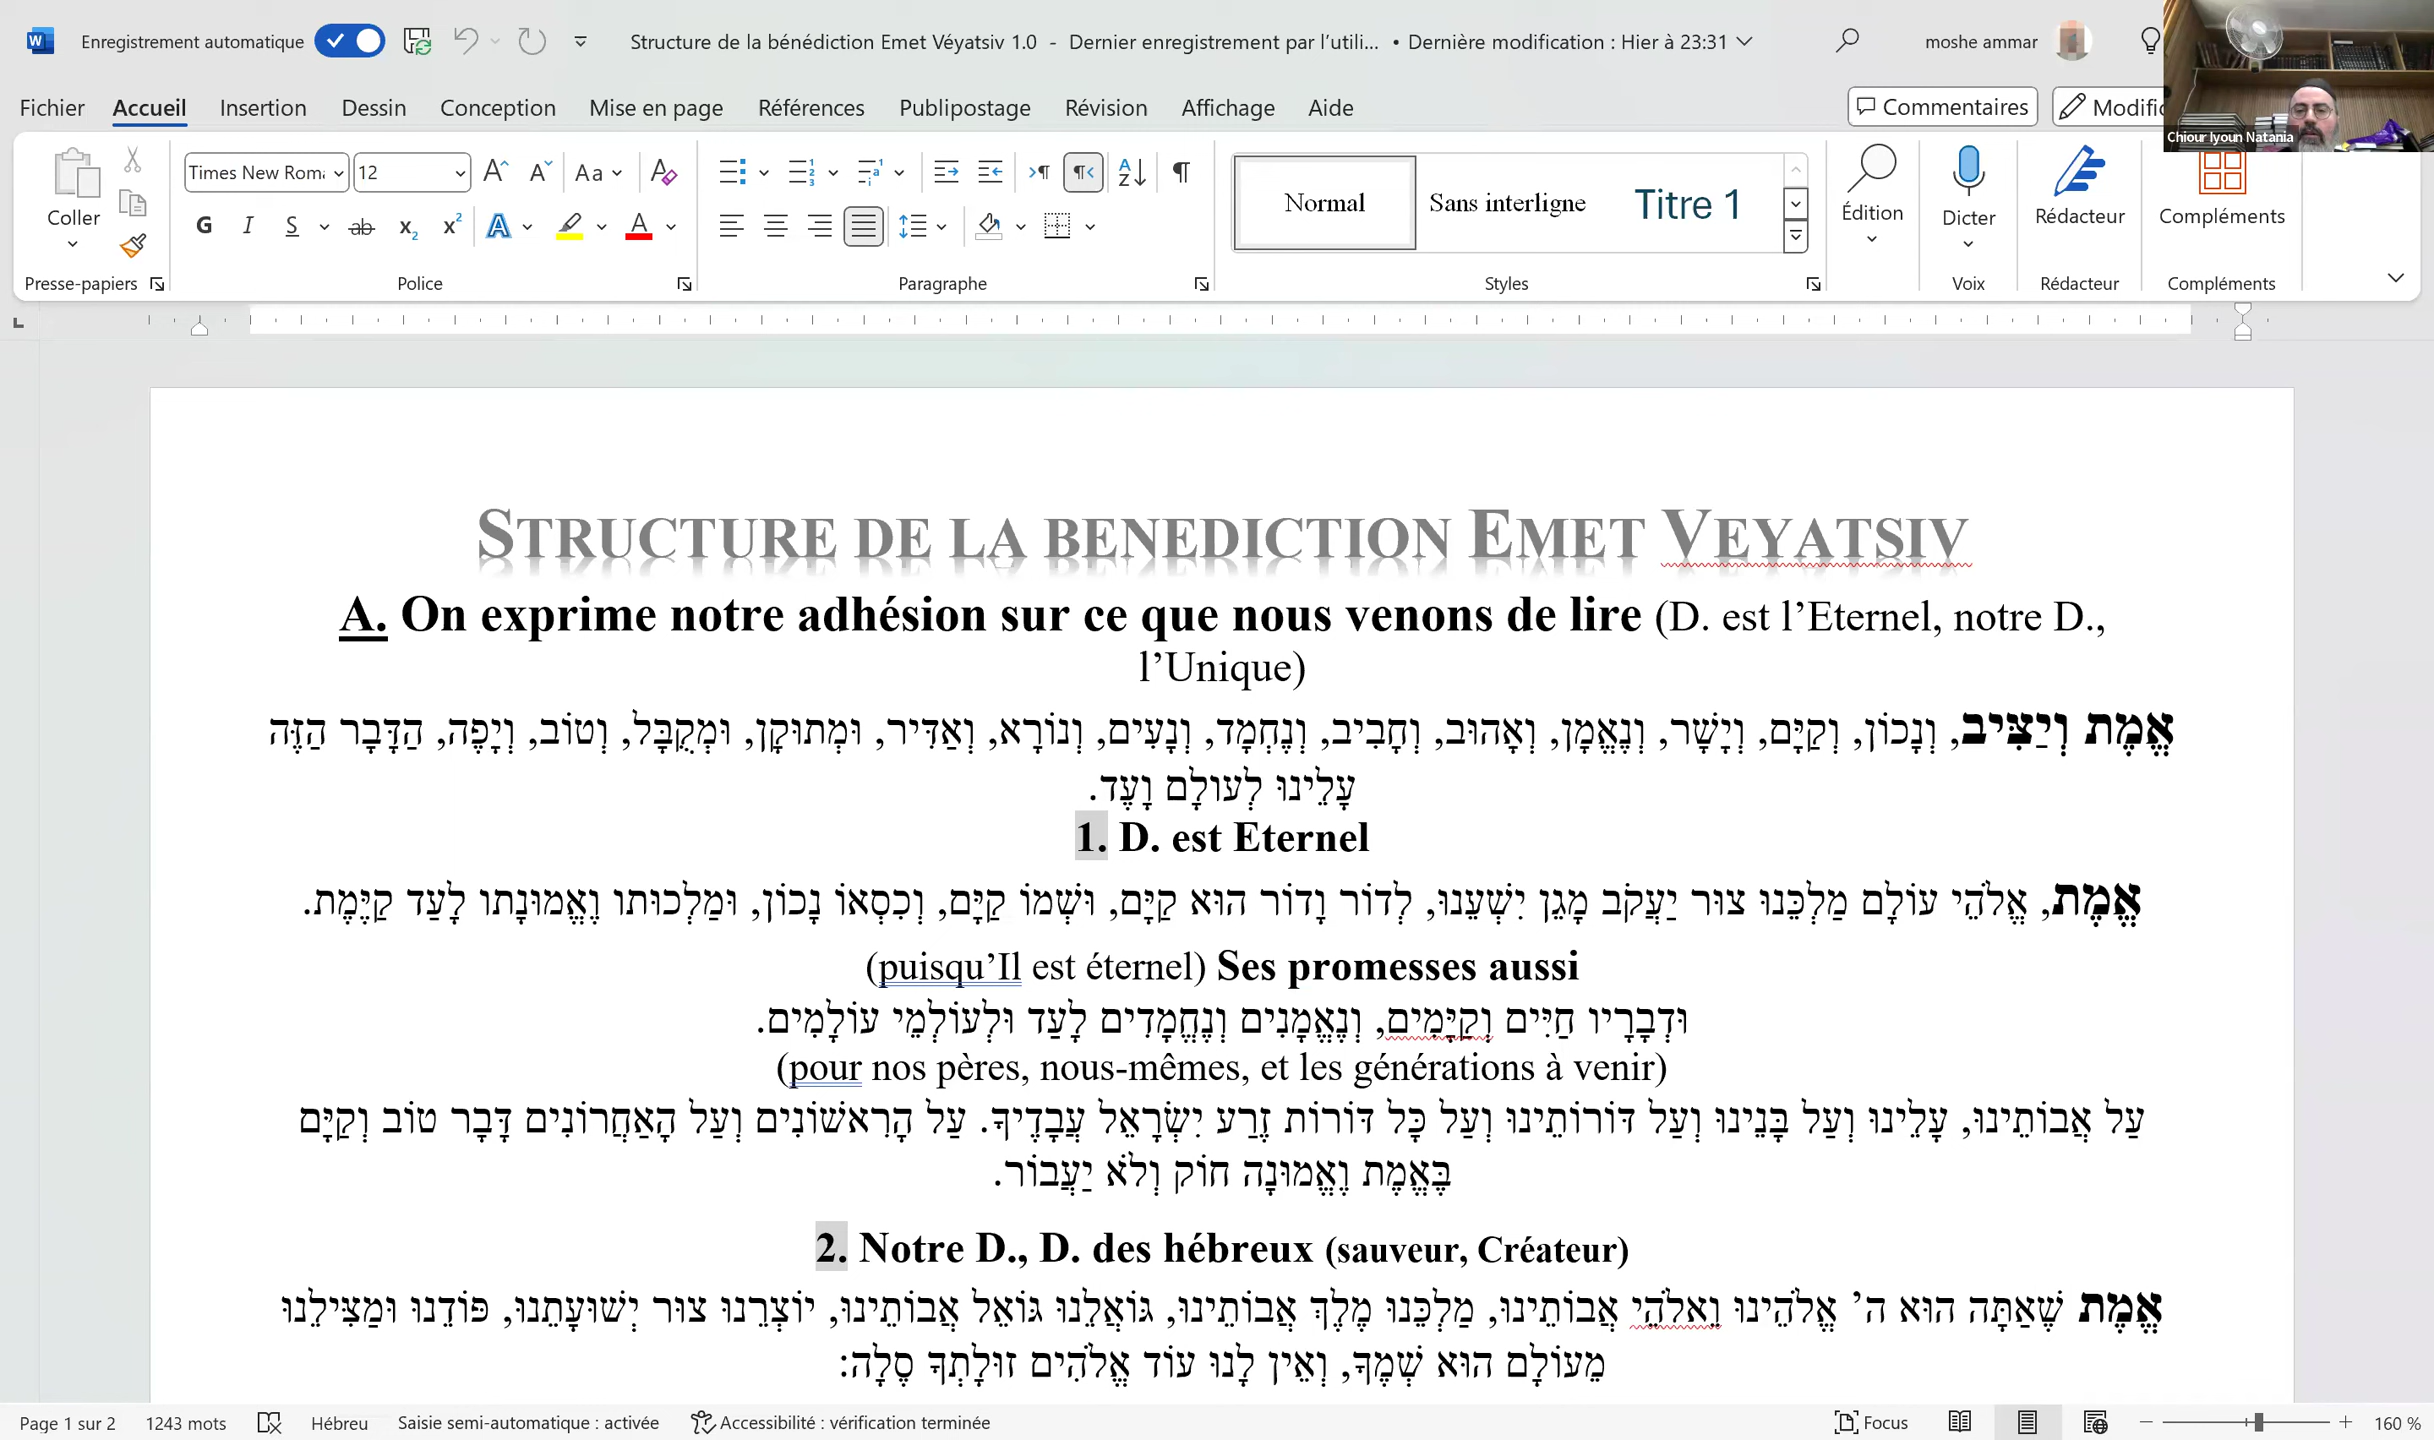 Enregistrement automatique
Structure de la bénédiction Emet Véyatsiv 1.0 - Dernier enregistrement par l'utili... • Dernière modification : Hier à 23:31
moshe ammar
Fichier Accueil Insertion Dessin Conception Mise en page Références Publipostage Révision Affichage Aide
Commentaires Modific
Chiour Iyoun Natania
Times New Roma 12
Coller
Normal Sans interligne Titre 1
Édition Dicter Rédacteur Compléments
Presse-papiers Police Paragraphe Styles Voix Rédacteur Compléments
STRUCTURE DE LA BENEDICTION EMET VEYATSIV
A. On exprime notre adhésion sur ce que nous venons de lire (D. est l'Eternel, notre D.,
l'Unique)
אֱמֶת וְיַצִּיב, וְנָכוֹן, וְקַיָּם, וְיָשָׁר, וְנֶאֱמָן, וְאָהוּב, וְחָבִיב, וְנֶחְמָד, וְנָעִים, וְנוֹרָא, וְאַדִּיר, וּמְתוּקָן, וּמְקֻבָּל, וְטוֹב, וְיָפֶה, הַדָּבָר הַזֶּה
עָלֵינוּ לְעולָם וָעֶד.
1. D. est Eternel
אֱמֶת, אֱלֹהֵי עוֹלָם מַלְכֵּנוּ צוּר יַעֲקֹב מָגֵן יִשְׁעֵנוּ, לְדוֹר וָדוֹר הוּא קַיָּם, וּשְׁמוֹ קַיָּם, וְכִסְאוֹ נָכוֹן, וּמַלְכוּתוֹ וֶאֱמוּנָתוֹ לָעַד קַיֶּמֶת.
(puisqu'Il est éternel) Ses promesses aussi
וּדְבָרָיו חַיִּים וְקַיָּמִים, וְנֶאֱמָנִים וְנֶחֱמָדִים לָעַד וּלְעוֹלְמֵי עוֹלָמִים.
(pour nos pères, nous-mêmes, et les générations à venir)
עַל אֲבוֹתֵינוּ, עָלֵינוּ וְעַל בָּנֵינוּ וְעַל דּוֹרוֹתֵינוּ וְעַל כָּל דּוֹרוֹת זֶרַע יִשְׂרָאֵל עֲבָדֶיךָ. עַל הָרִאשׁוֹנִים וְעַל הָאַחֲרוֹנִים דָּבָר טוֹב וְקַיָּם
בֶּאֱמֶת וֶאֱמוּנָה חוֹק וְלֹא יַעֲבוֹר.
2. Notre D., D. des hébreux (sauveur, Créateur)
אֱמֶת שֶׁאַתָּה הוּא ה' אֱלֹהֵינוּ וֵאלֹהֵי אֲבוֹתֵינוּ, מַלְכֵּנוּ מֶלֶךְ אֲבוֹתֵינוּ, גּוֹאֲלֵנוּ גּוֹאֵל אֲבוֹתֵינוּ, יוֹצְרֵנוּ צוּר יְשׁוּעָתֵנוּ, פּוֹדֵנוּ וּמַצִּילֵנוּ
מֵעוֹלָם הוּא שְׁמֶךָ, וְאֵין לָנוּ עוֹד אֱלֹהִים זוּלָתְךָ סֶלָה:
Page 1 sur 2 1243 mots Hébreu Saisie semi-automatique : activée Accessibilité : vérification terminée Focus 160 %